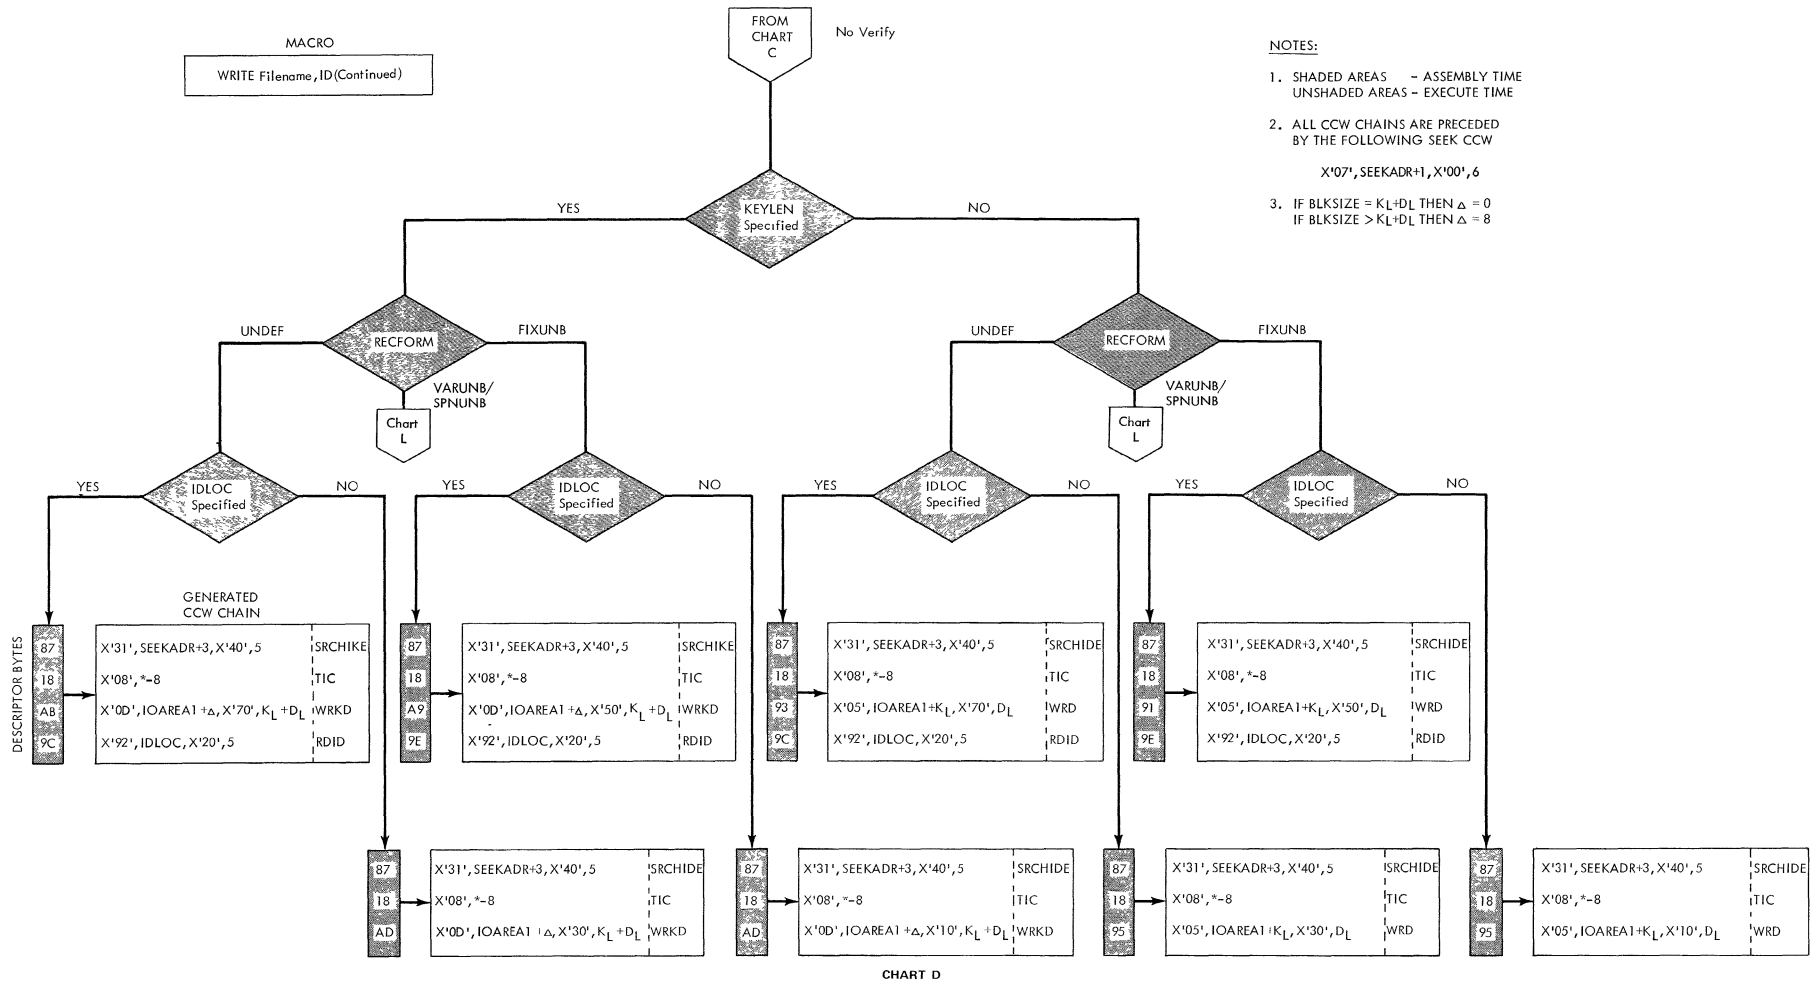 FROM
CHART
C
No Verify
MACRO
WRITE Filename,ID(Continued)
NOTES:
1. SHADED AREAS – ASSEMBLY TIME
UNSHADED AREAS – EXECUTE TIME
2. ALL CCW CHAINS ARE PRECEDED
BY THE FOLLOWING SEEK CCW
X'07',SEEKADR+1,X'00',6
3. IF BLKSIZE = KL+DL THEN △ = 0
IF BLKSIZE >KL+DL THEN △ = 8
YES
KEYLEN
Specified
NO
UNDEF
RECFORM
FIXUNB
VARUNB/
SPNUNB
Chart
L
UNDEF
RECFORM
FIXUNB
VARUNB/
SPNUNB
Chart
L
YES
IDLOC
Specified
NO
YES
IDLOC
Specified
NO
YES
IDLOC
Specified
NO
YES
IDLOC
Specified
NO
GENERATED
CCW CHAIN
DESCRIPTOR BYTES
87 X'31',SEEKADR+3,X'40',5 SRCHIKE
18 X'08',*–8 TIC
AB X'0D',IOAREA1+△,X'70',KL+DL WRKD
9C X'92',IDLOC,X'20',5 RDID
87 X'31',SEEKADR+3,X'40',5 SRCHIKE
18 X'08',*–8 TIC
A9 X'0D',IOAREA1+△,X'50',KL+DL WRKD
9E X'92',IDLOC,X'20',5 RDID
87 X'31',SEEKADR+3,X'40',5 SRCHIDE
18 X'08',*–8 TIC
93 X'05',IOAREA1+KL,X'70',DL WRD
9C X'92',IDLOC,X'20',5 RDID
87 X'31',SEEKADR+3,X'40',5 SRCHIDE
18 X'08',*–8 TIC
91 X'05',IOAREA1+KL,X'50',DL WRD
9E X'92',IDLOC,X'20',5 RDID
87 X'31',SEEKADR+3,X'40',5 SRCHIDE
18 X'08',*–8 TIC
AD X'0D',IOAREA1+△,X'30',KL+DL WRKD
87 X'31',SEEKADR+3,X'40',5 SRCHIDE
18 X'08',*–8 TIC
AD X'0D',IOAREA1+△,X'10',KL+DL WRKD
87 X'31',SEEKADR+3,X'40',5 SRCHIDE
18 X'08',*–8 TIC
95 X'05',IOAREA1+KL,X'30',DL WRD
87 X'31',SEEKADR+3,X'40',5 SRCHIDE
18 X'08',*–8 TIC
95 X'05',IOAREA1+KL,X'10',DL WRD
CHART D